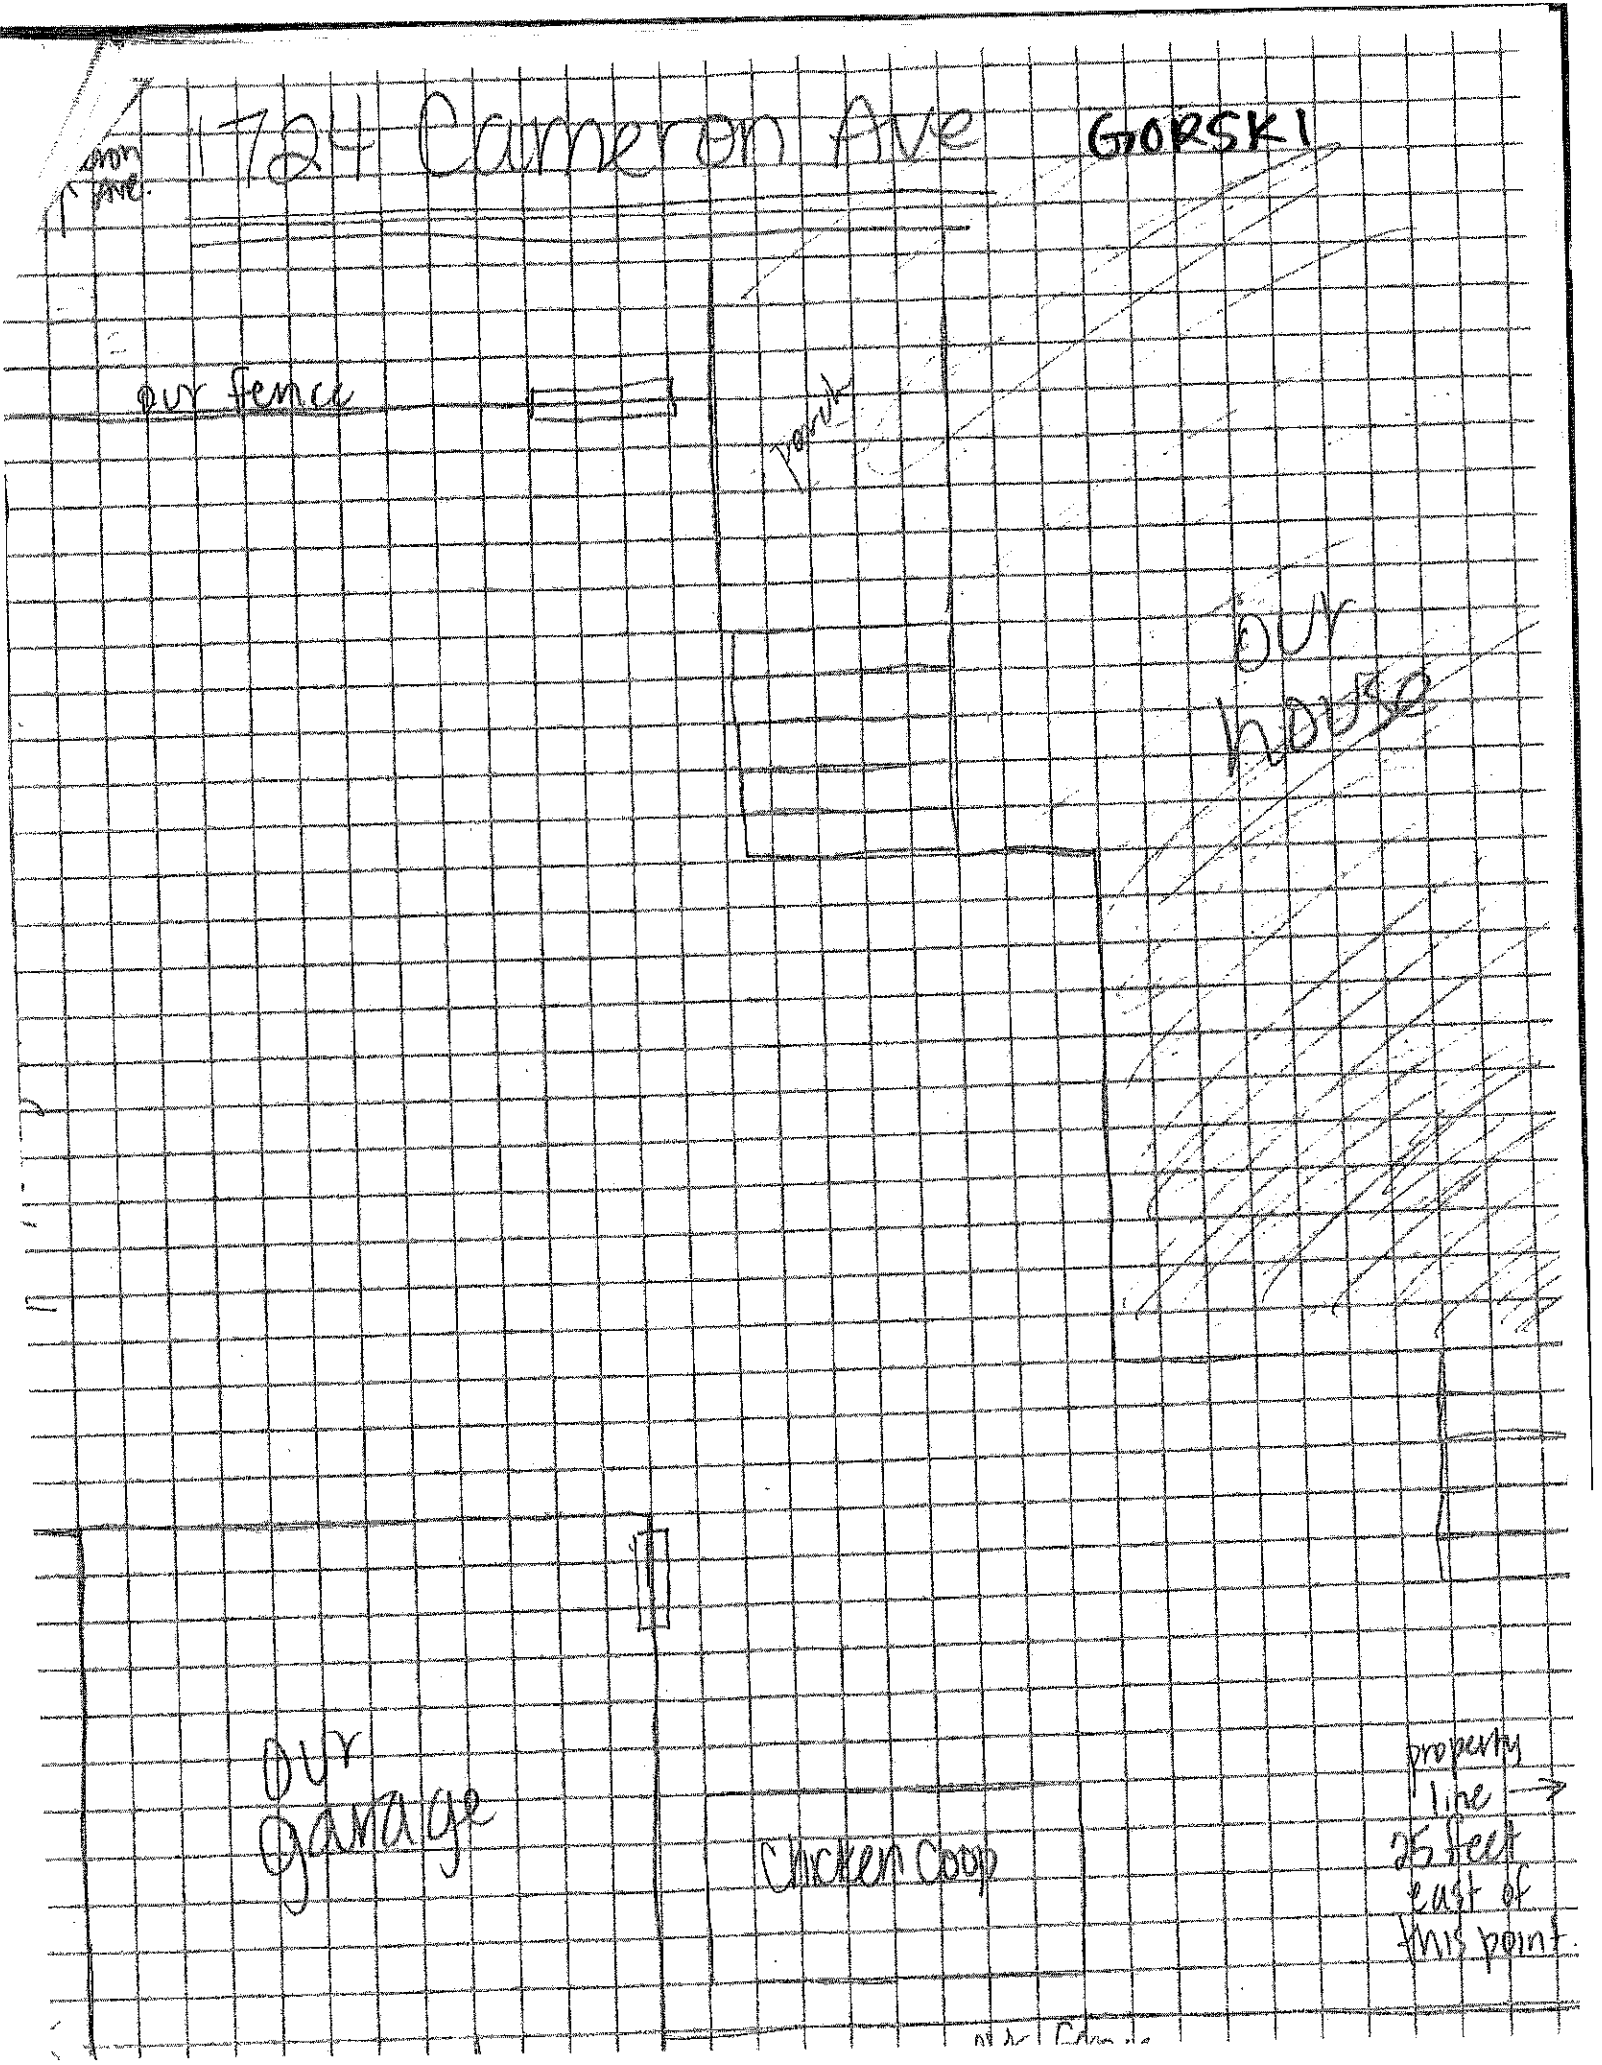 1724 Cameron Ave GORSKI
Ave.
our fence
porch
our
house
our
garage
Chicken Coop
property
line →
25 feet
east of
this point.